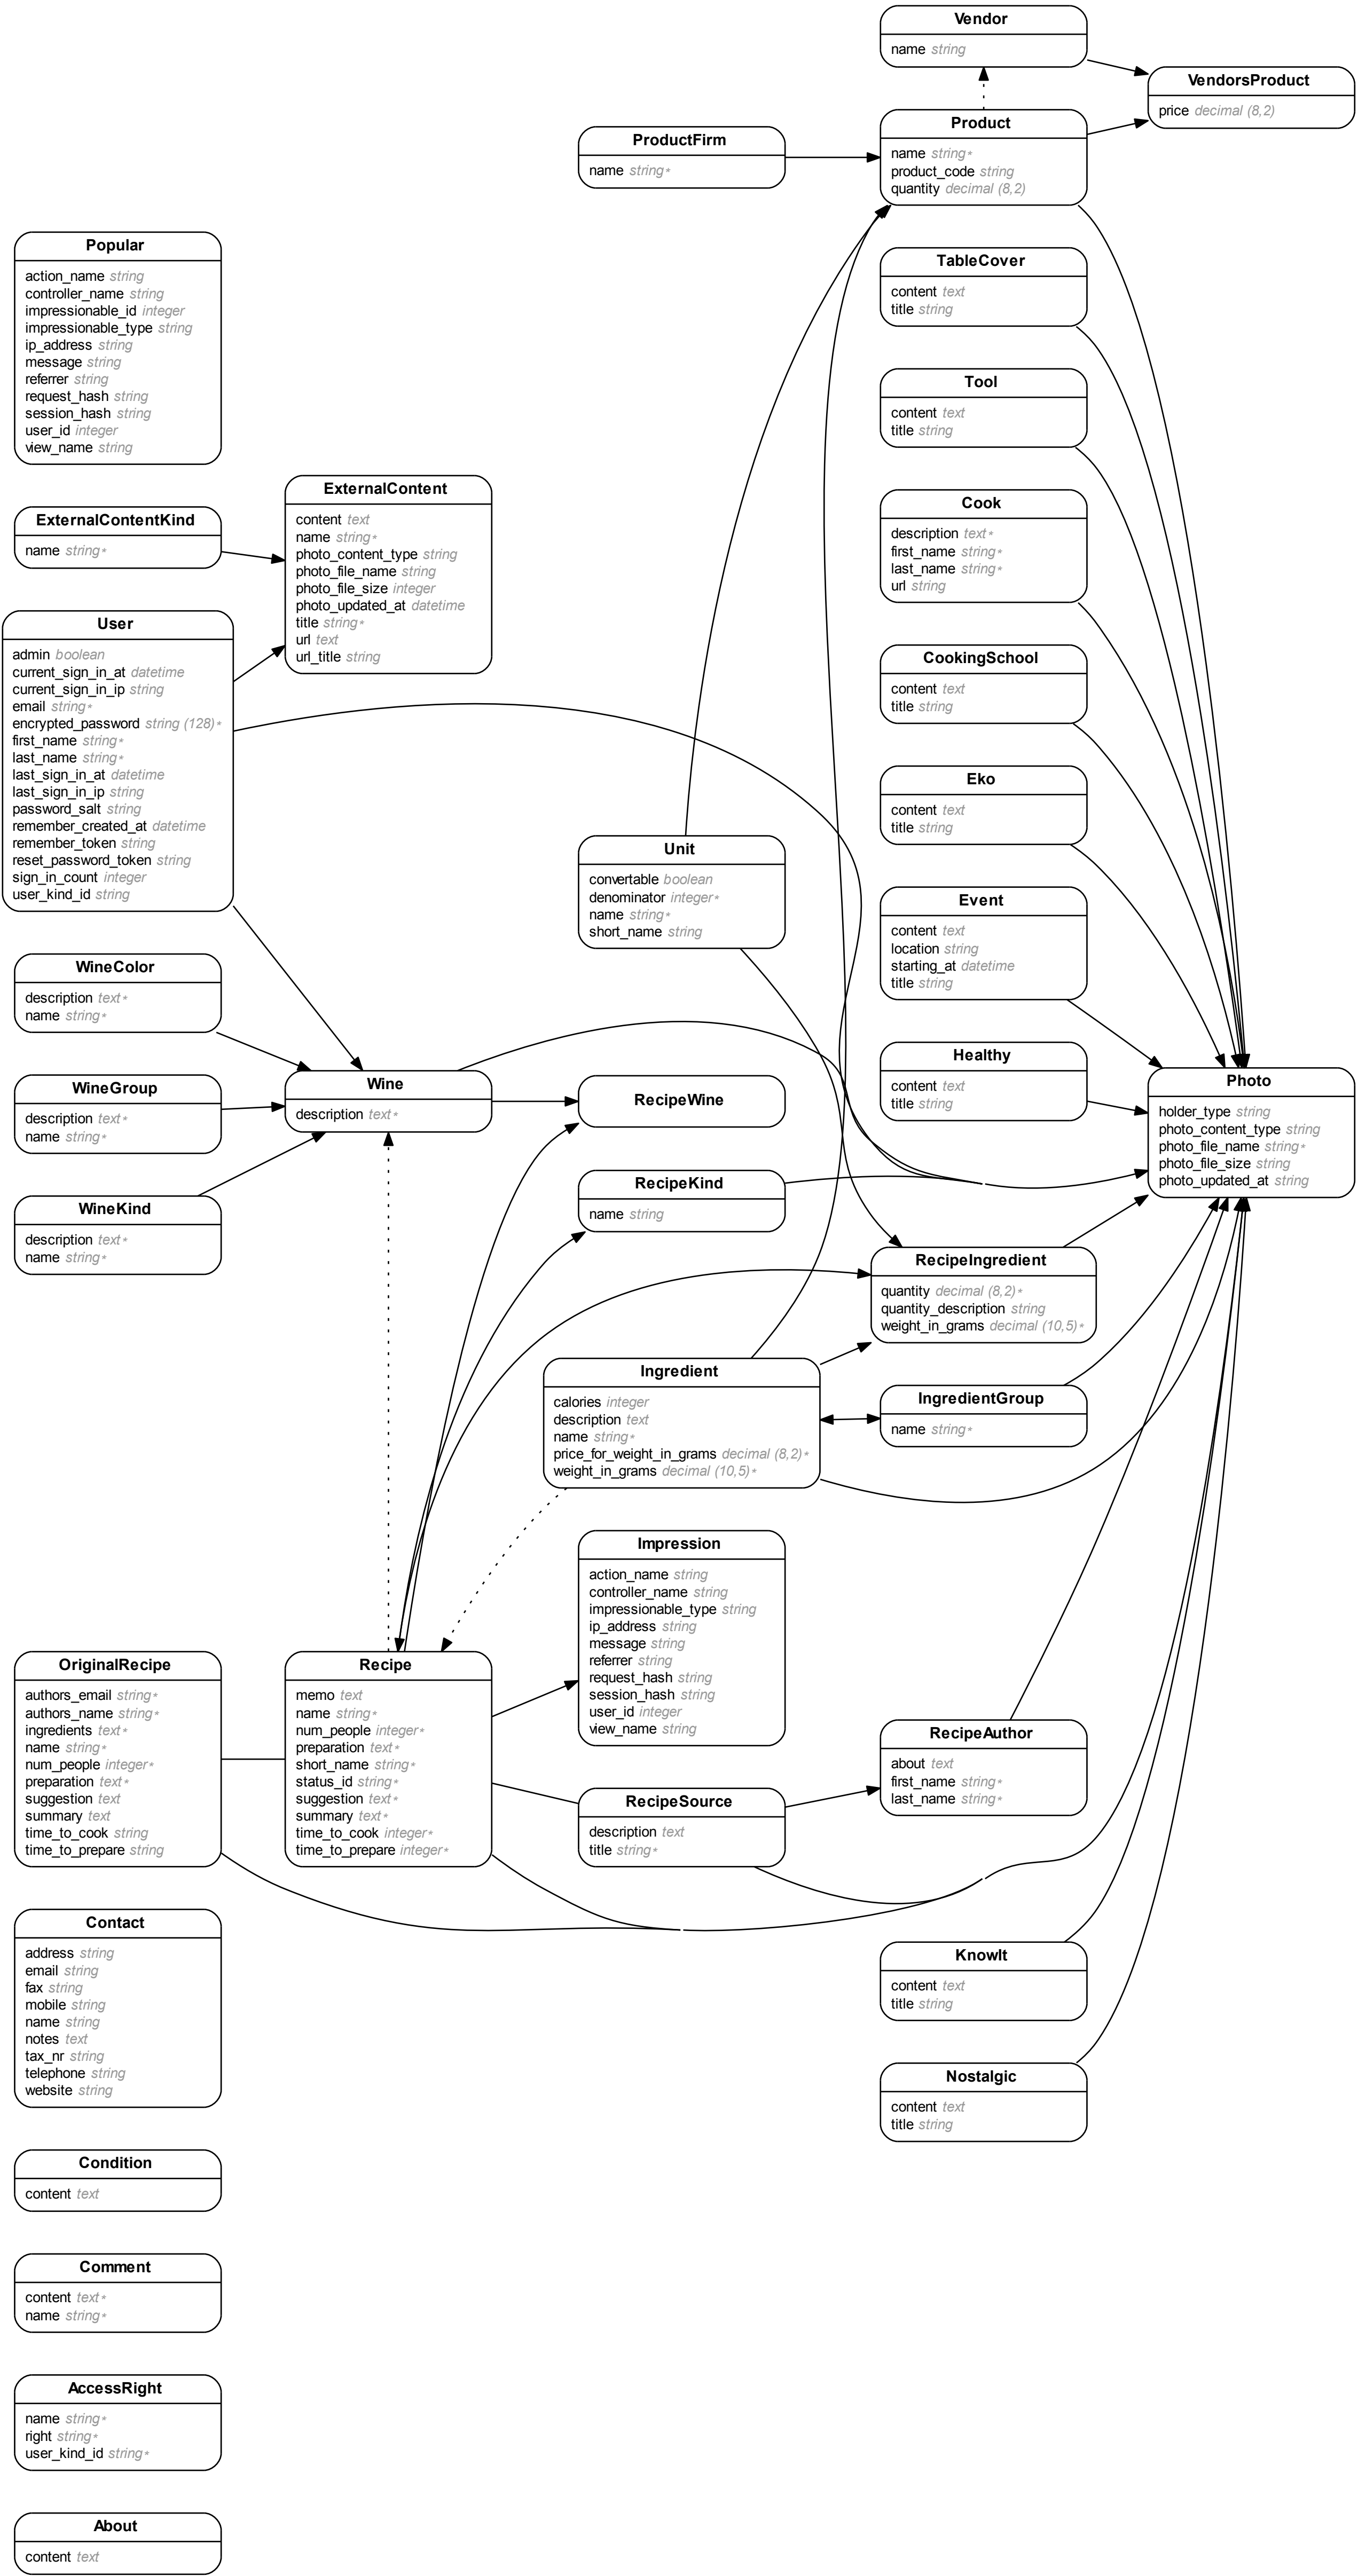 Vendor
name string
VendorsProduct
price decimal (8,2)
Product
name string*
product_code string
quantity decimal (8,2)
ProductFirm
name string*
Popular
action_name string
controller_name string
impressionable_id integer
impressionable_type string
ip_address string
message string
referrer string
request_hash string
session_hash string
user_id integer
view_name string
TableCover
content text
title string
Tool
content text
title string
ExternalContentKind
name string*
ExternalContent
content text
name string*
photo_content_type string
photo_file_name string
photo_file_size integer
photo_updated_at datetime
title string*
url text
url_title string
Cook
description text*
first_name string*
last_name string*
url string
User
admin boolean
current_sign_in_at datetime
current_sign_in_ip string
email string*
encrypted_password string (128)*
first_name string*
last_name string*
last_sign_in_at datetime
last_sign_in_ip string
password_salt string
remember_created_at datetime
remember_token string
reset_password_token string
sign_in_count integer
user_kind_id string
CookingSchool
content text
title string
Eko
content text
title string
Unit
convertable boolean
denominator integer*
name string*
short_name string
Event
content text
location string
starting_at datetime
title string
WineColor
description text*
name string*
Healthy
content text
title string
WineGroup
description text*
name string*
Wine
description text*
RecipeWine
Photo
holder_type string
photo_content_type string
photo_file_name string*
photo_file_size string
photo_updated_at string
RecipeKind
name string
WineKind
description text*
name string*
RecipeIngredient
quantity decimal (8,2)*
quantity_description string
weight_in_grams decimal (10,5)*
Ingredient
calories integer
description text
name string*
price_for_weight_in_grams decimal (8,2)*
weight_in_grams decimal (10,5)*
IngredientGroup
name string*
Impression
action_name string
controller_name string
impressionable_type string
ip_address string
message string
referrer string
request_hash string
session_hash string
user_id integer
view_name string
OriginalRecipe
authors_email string*
authors_name string*
ingredients text*
name string*
num_people integer*
preparation text*
suggestion text
summary text
time_to_cook string
time_to_prepare string
Recipe
memo text
name string*
num_people integer*
preparation text*
short_name string*
status_id string*
suggestion text*
summary text*
time_to_cook integer*
time_to_prepare integer*
RecipeAuthor
about text
first_name string*
last_name string*
RecipeSource
description text
title string*
Contact
address string
email string
fax string
mobile string
name string
notes text
tax_nr string
telephone string
website string
KnowIt
content text
title string
Nostalgic
content text
title string
Condition
content text
Comment
content text*
name string*
AccessRight
name string*
right string*
user_kind_id string*
About
content text